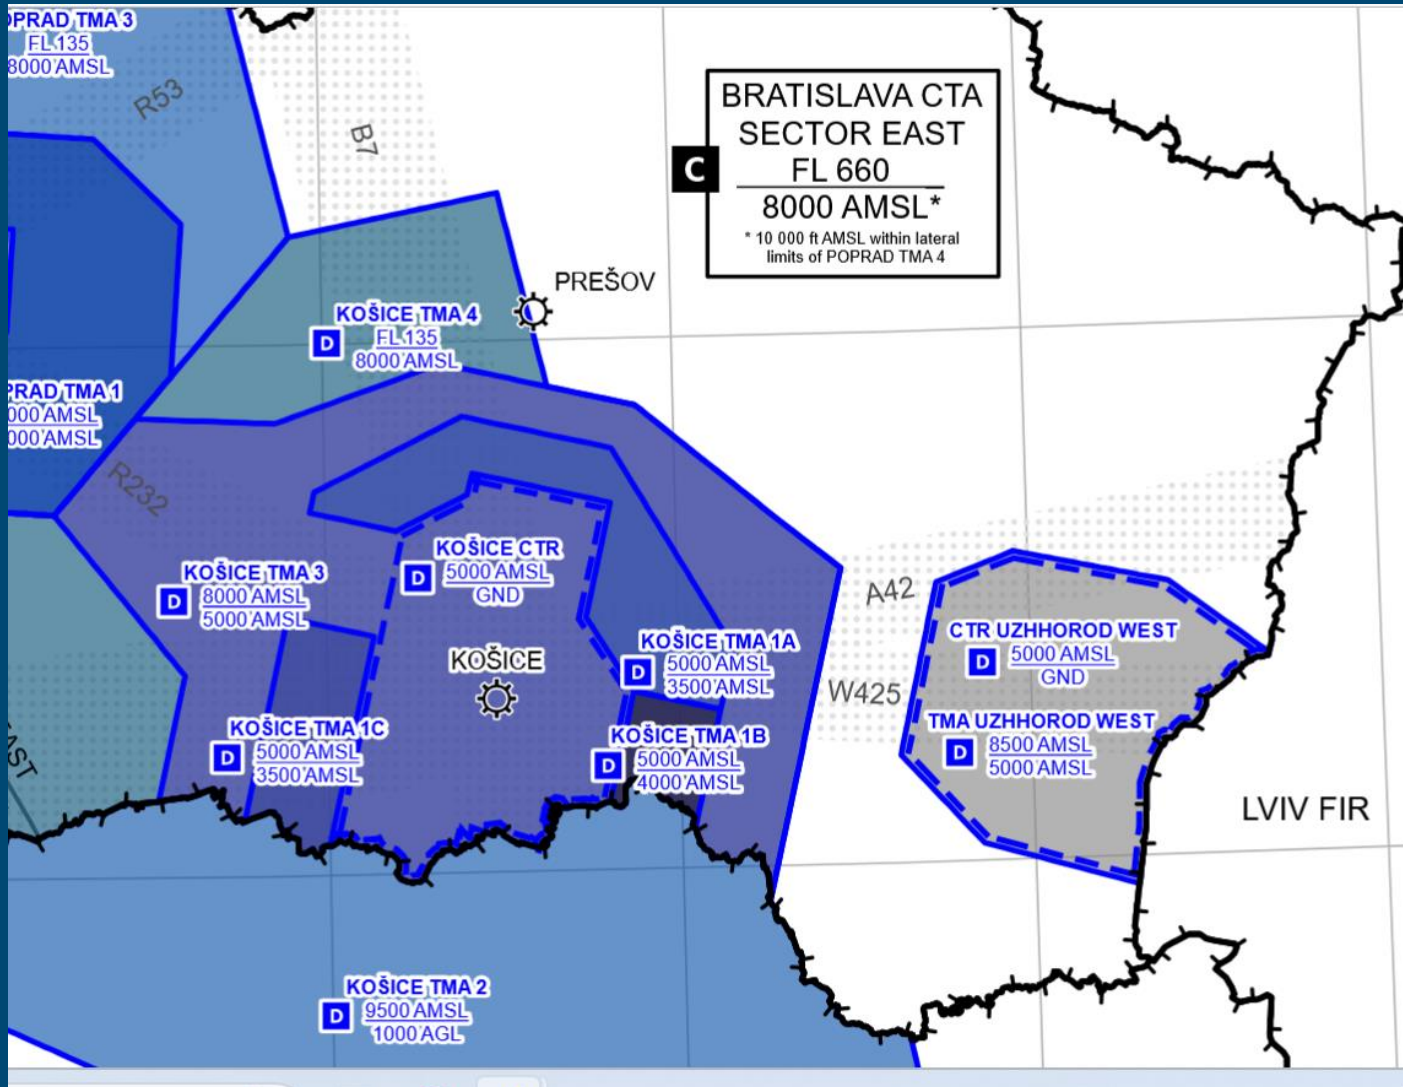 OPRAD TMA 3
FL 135
8000 AMSL
R53
B7
C
BRATISLAVA CTA
SECTOR EAST
FL 660
8000 AMSL*
* 10 000 ft AMSL within lateral
limits of POPRAD TMA 4
PREŠOV
KOŠICE TMA 4
D
FL 135
8000 AMSL
PRAD TMA 1
000 AMSL
000 AMSL
R232
KOŠICE CTR
D
5000 AMSL
GND
KOŠICE TMA 3
D
8000 AMSL
5000 AMSL
A42
CTR UZHHOROD WEST
D
5000 AMSL
GND
KOŠICE
KOŠICE TMA 1A
D
5000 AMSL
3500 AMSL
W425
TMA UZHHOROD WEST
D
8500 AMSL
5000 AMSL
KOŠICE TMA 1C
D
5000 AMSL
3500 AMSL
KOŠICE TMA 1B
D
5000 AMSL
4000 AMSL
AST
LVIV FIR
KOŠICE TMA 2
D
9500 AMSL
1000 AGL